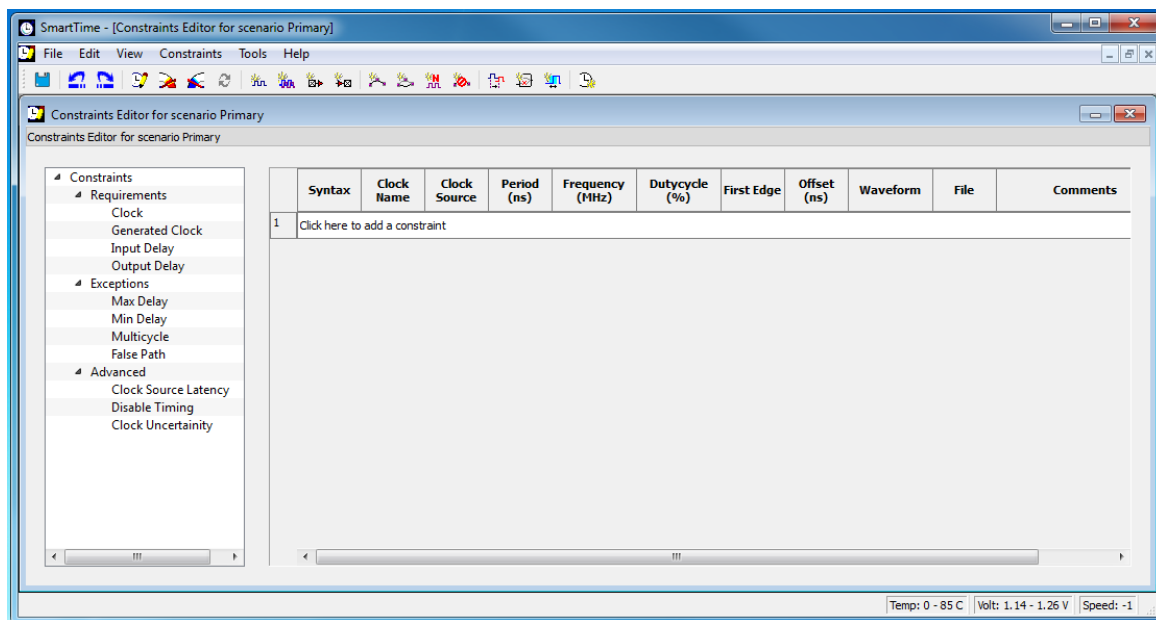 SmartTime - [Constraints Editor for scenario Primary]
File Edit View Constraints Tools Help
Constraints Editor for scenario Primary
Constraints Editor for scenario Primary
Constraints
Requirements
Clock
Generated Clock
Input Delay
Output Delay
Exceptions
Max Delay
Min Delay
Multicycle
False Path
Advanced
Clock Source Latency
Disable Timing
Clock Uncertainity
Syntax Clock Name Clock Source Period (ns) Frequency (MHz) Dutycycle (%) First Edge Offset (ns) Waveform File Comments
1 Click here to add a constraint
Temp: 0 - 85 C Volt: 1.14 - 1.26 V Speed: -1